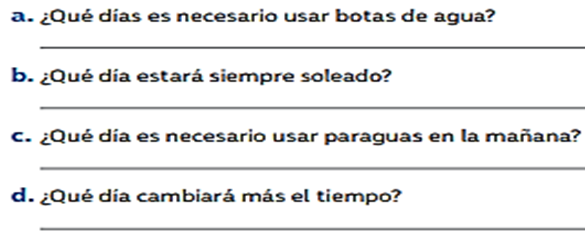 a. ¿Qué días es necesario usar botas de agua?
b. ¿Qué día estará siempre soleado?
c. ¿Qué día es necesario usar paraguas en la mañana?
d. ¿Qué día cambiará más el tiempo?